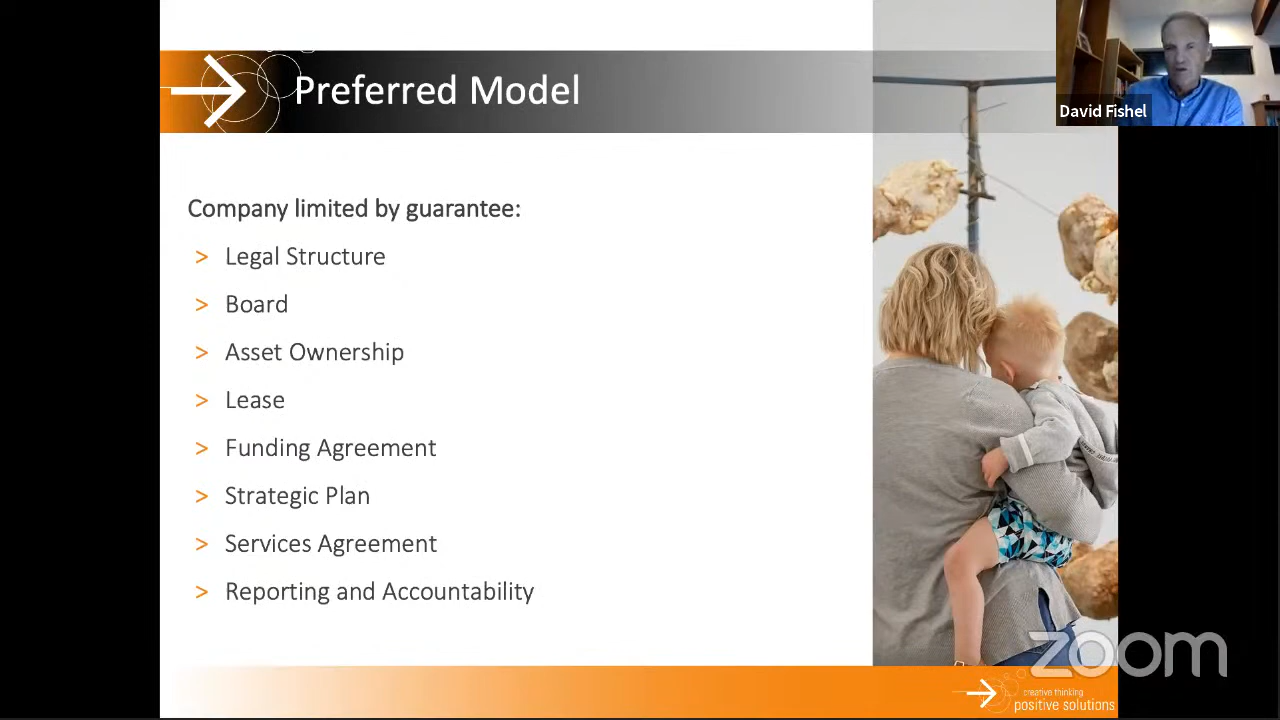 Preferred Model
David Fishel
Company limited by guarantee:
> Legal Structure
> Board
> Asset Ownership
> Lease
> Funding Agreement
> Strategic Plan
> Services Agreement
> Reporting and Accountability
zoom
creative thinking
positive solutions